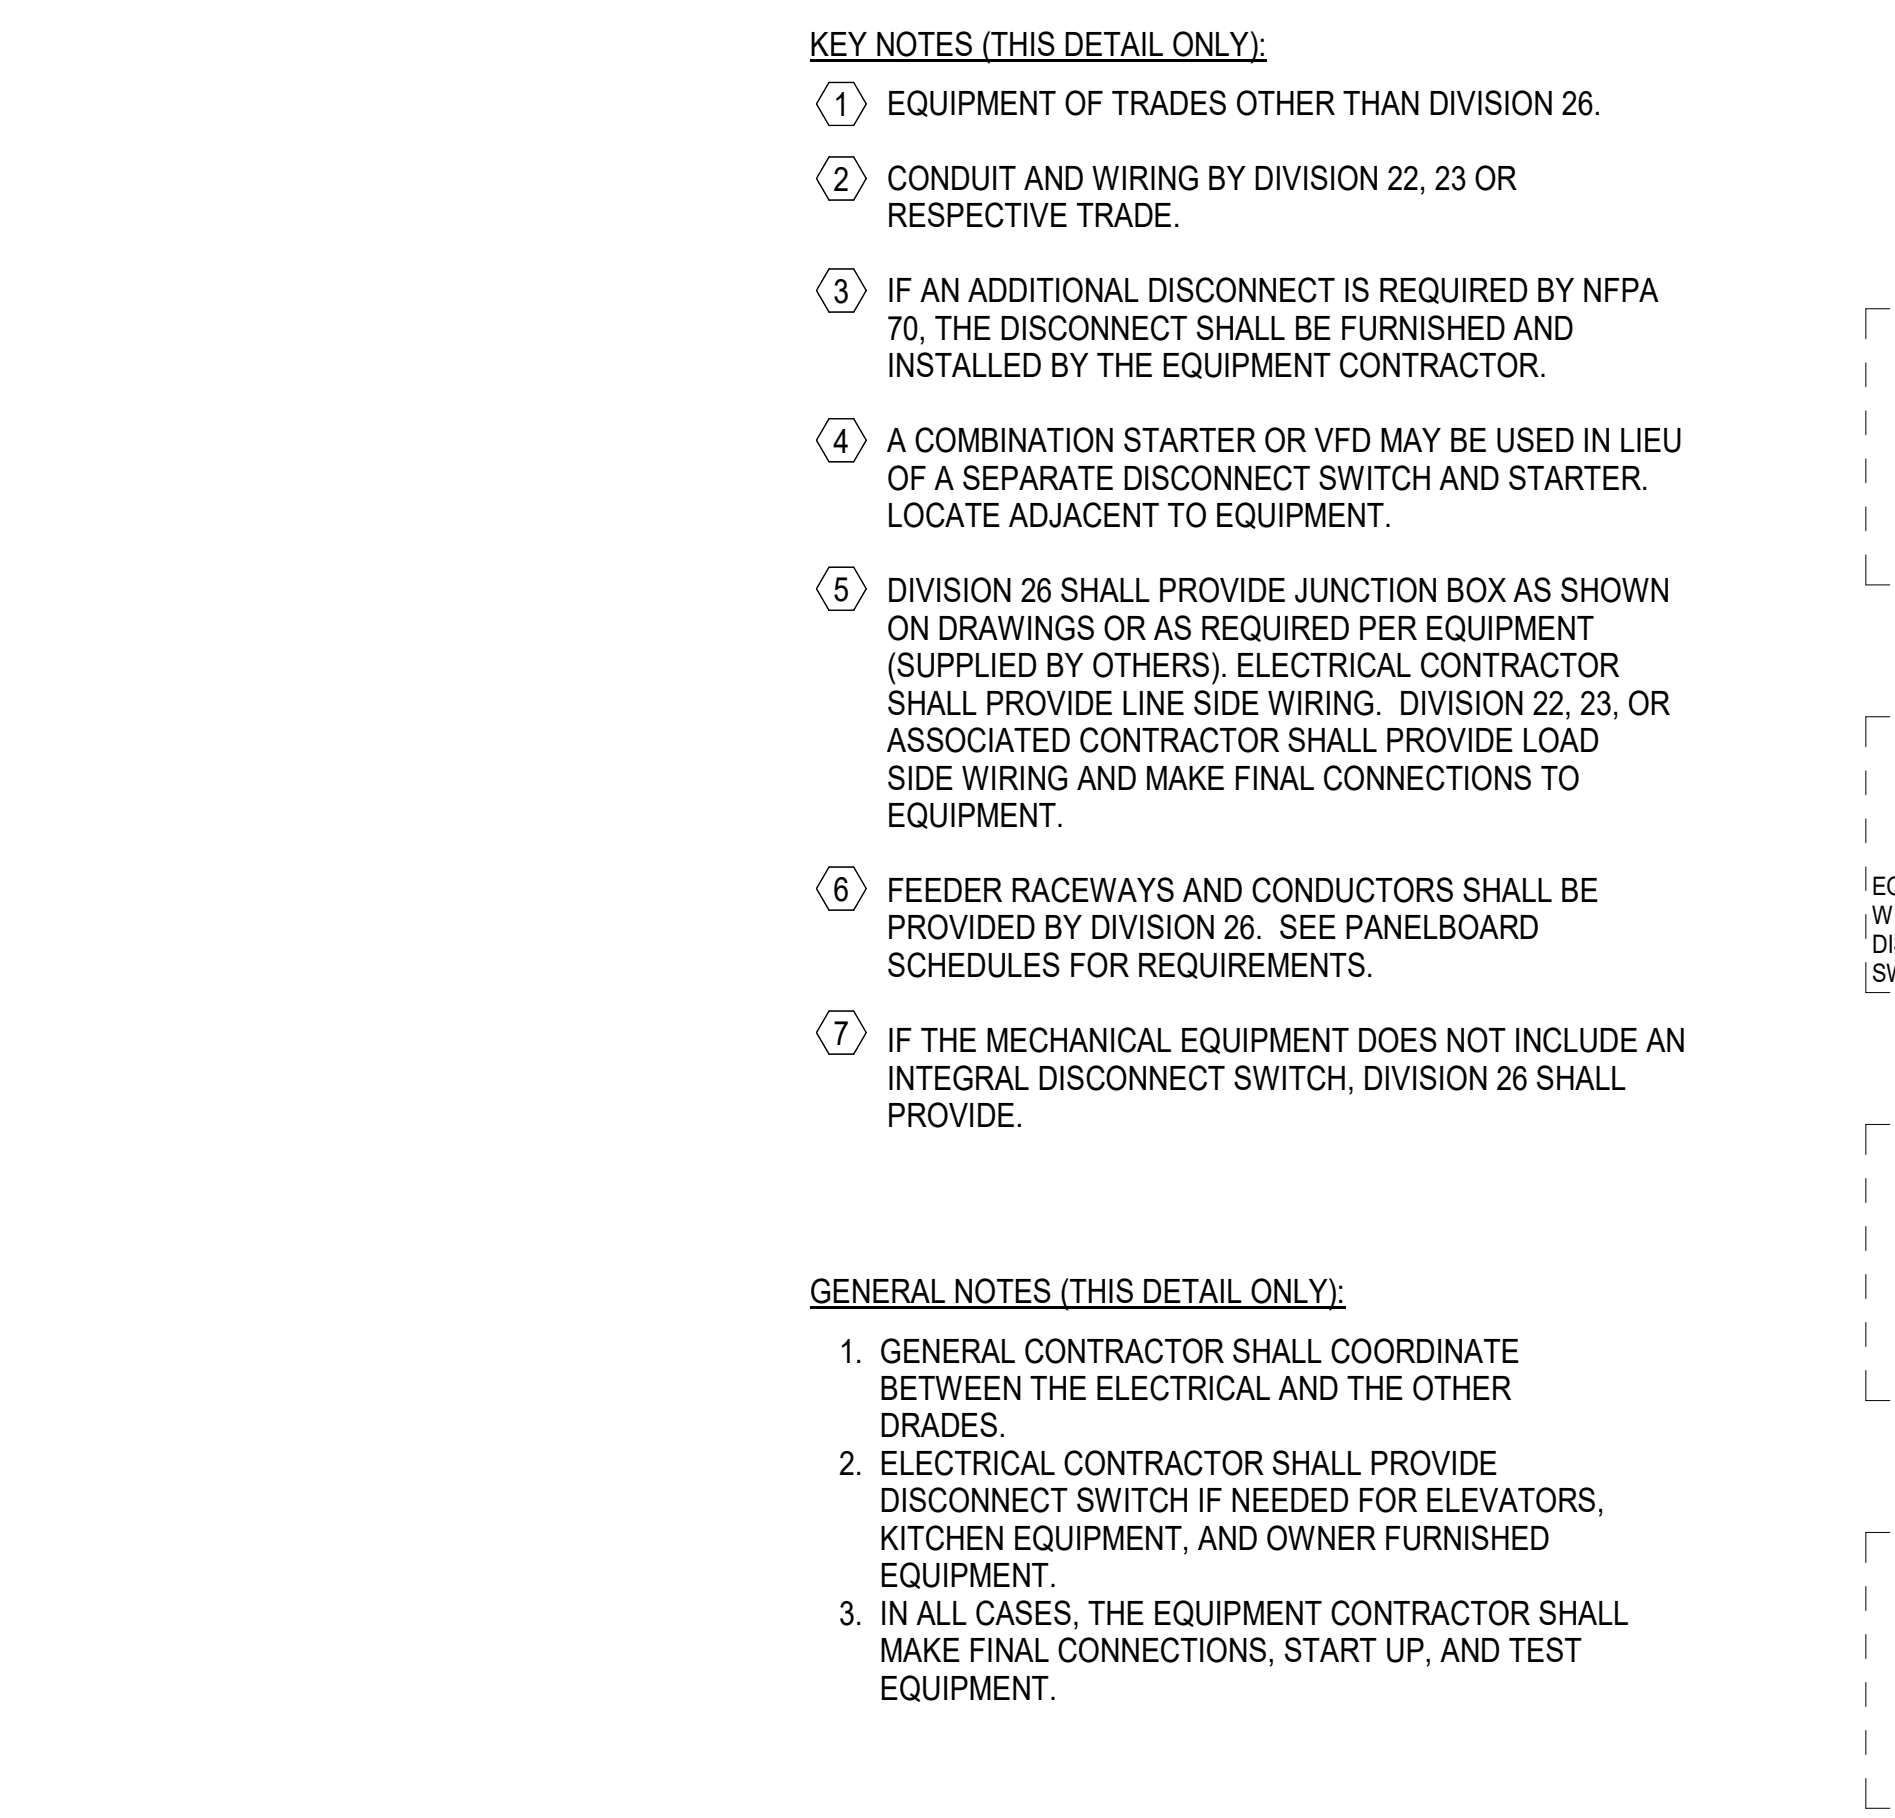 KEY NOTES (THIS DETAIL ONLY):
1 EQUIPMENT OF TRADES OTHER THAN DIVISION 26.
2 CONDUIT AND WIRING BY DIVISION 22, 23 OR
RESPECTIVE TRADE.
3 IF AN ADDITIONAL DISCONNECT IS REQUIRED BY NFPA
70, THE DISCONNECT SHALL BE FURNISHED AND
INSTALLED BY THE EQUIPMENT CONTRACTOR.
4 A COMBINATION STARTER OR VFD MAY BE USED IN LIEU
OF A SEPARATE DISCONNECT SWITCH AND STARTER.
LOCATE ADJACENT TO EQUIPMENT.
5 DIVISION 26 SHALL PROVIDE JUNCTION BOX AS SHOWN
ON DRAWINGS OR AS REQUIRED PER EQUIPMENT
(SUPPLIED BY OTHERS). ELECTRICAL CONTRACTOR
SHALL PROVIDE LINE SIDE WIRING. DIVISION 22, 23, OR
ASSOCIATED CONTRACTOR SHALL PROVIDE LOAD
SIDE WIRING AND MAKE FINAL CONNECTIONS TO
EQUIPMENT.
6 FEEDER RACEWAYS AND CONDUCTORS SHALL BE
PROVIDED BY DIVISION 26. SEE PANELBOARD
SCHEDULES FOR REQUIREMENTS.
7 IF THE MECHANICAL EQUIPMENT DOES NOT INCLUDE AN
INTEGRAL DISCONNECT SWITCH, DIVISION 26 SHALL
PROVIDE.
GENERAL NOTES (THIS DETAIL ONLY):
1. GENERAL CONTRACTOR SHALL COORDINATE
BETWEEN THE ELECTRICAL AND THE OTHER
DRADES.
2. ELECTRICAL CONTRACTOR SHALL PROVIDE
DISCONNECT SWITCH IF NEEDED FOR ELEVATORS,
KITCHEN EQUIPMENT, AND OWNER FURNISHED
EQUIPMENT.
3. IN ALL CASES, THE EQUIPMENT CONTRACTOR SHALL
MAKE FINAL CONNECTIONS, START UP, AND TEST
EQUIPMENT.